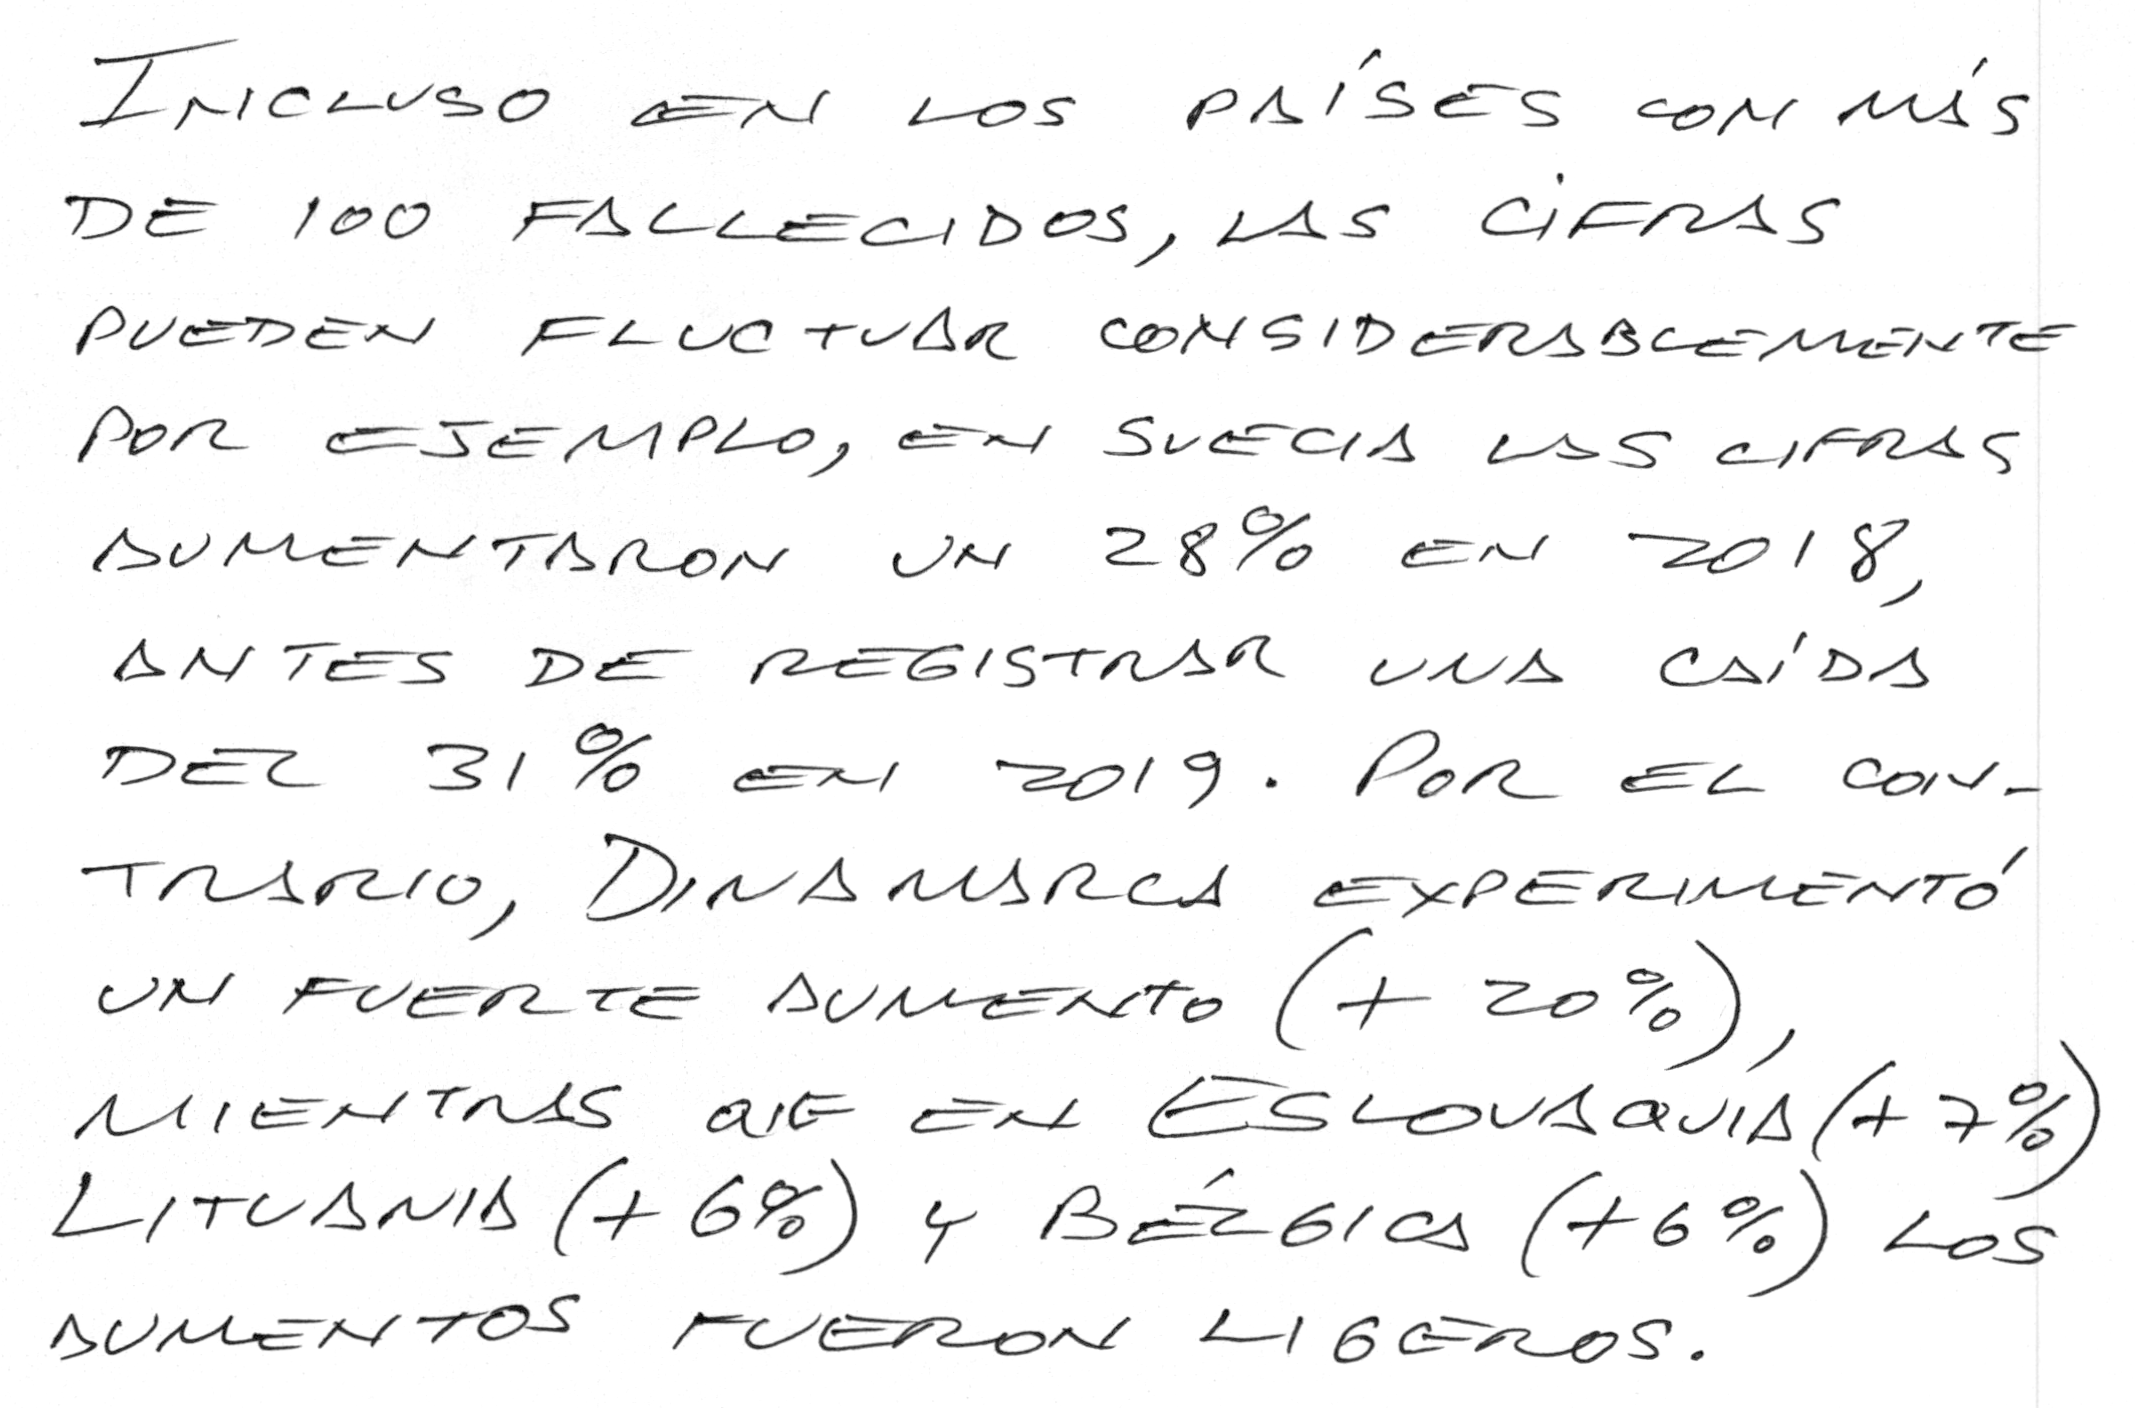 INCLUSO EN LOS PAÍSES CON MÁS
DE 100 FALLECIDOS, LAS CIFRAS
PUEDEN FLUCTUAR CONSIDERABLEMENTE
POR EJEMPLO, EN SUECIA LAS CIFRAS
AUMENTARON UN 28% EN 2018,
ANTES DE REGISTRAR UNA CAÍDA
DEL 31% EN 2019. POR EL CON-
TRARIO, DINAMARCA EXPERIMENTÓ
UN FUERTE AUMENTO (+ 20%),
MIENTRAS QUE EN ESLOVAQUIA (+ 7%)
LITUANIA (+ 6%) Y BÉLGICA (+6%) LOS
AUMENTOS FUERON LIGEROS.